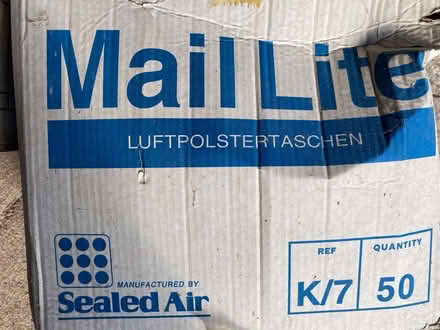 Mail Lite
LUFTPOLSTERTASCHEN
MANUFACTURED BY
Sealed Air
REF
K/7
QUANTITY
50